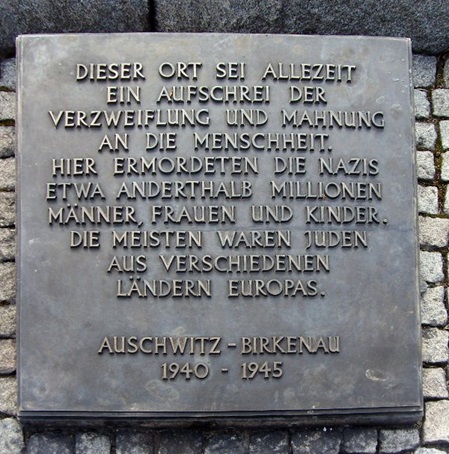 DIESER ORT SEI ALLEZEIT
EIN AUFSCHREI DER
VERZWEIFLUNG UND MAHNUNG
AN DIE MENSCHHEIT.
HIER ERMORDETEN DIE NAZIS
ETWA ANDERTHALB MILLIONEN
MÄNNER, FRAUEN UND KINDER.
DIE MEISTEN WAREN JUDEN
AUS VERSCHIEDENEN
LÄNDERN EUROPAS.
AUSCHWITZ - BIRKENAU
1940 - 1945